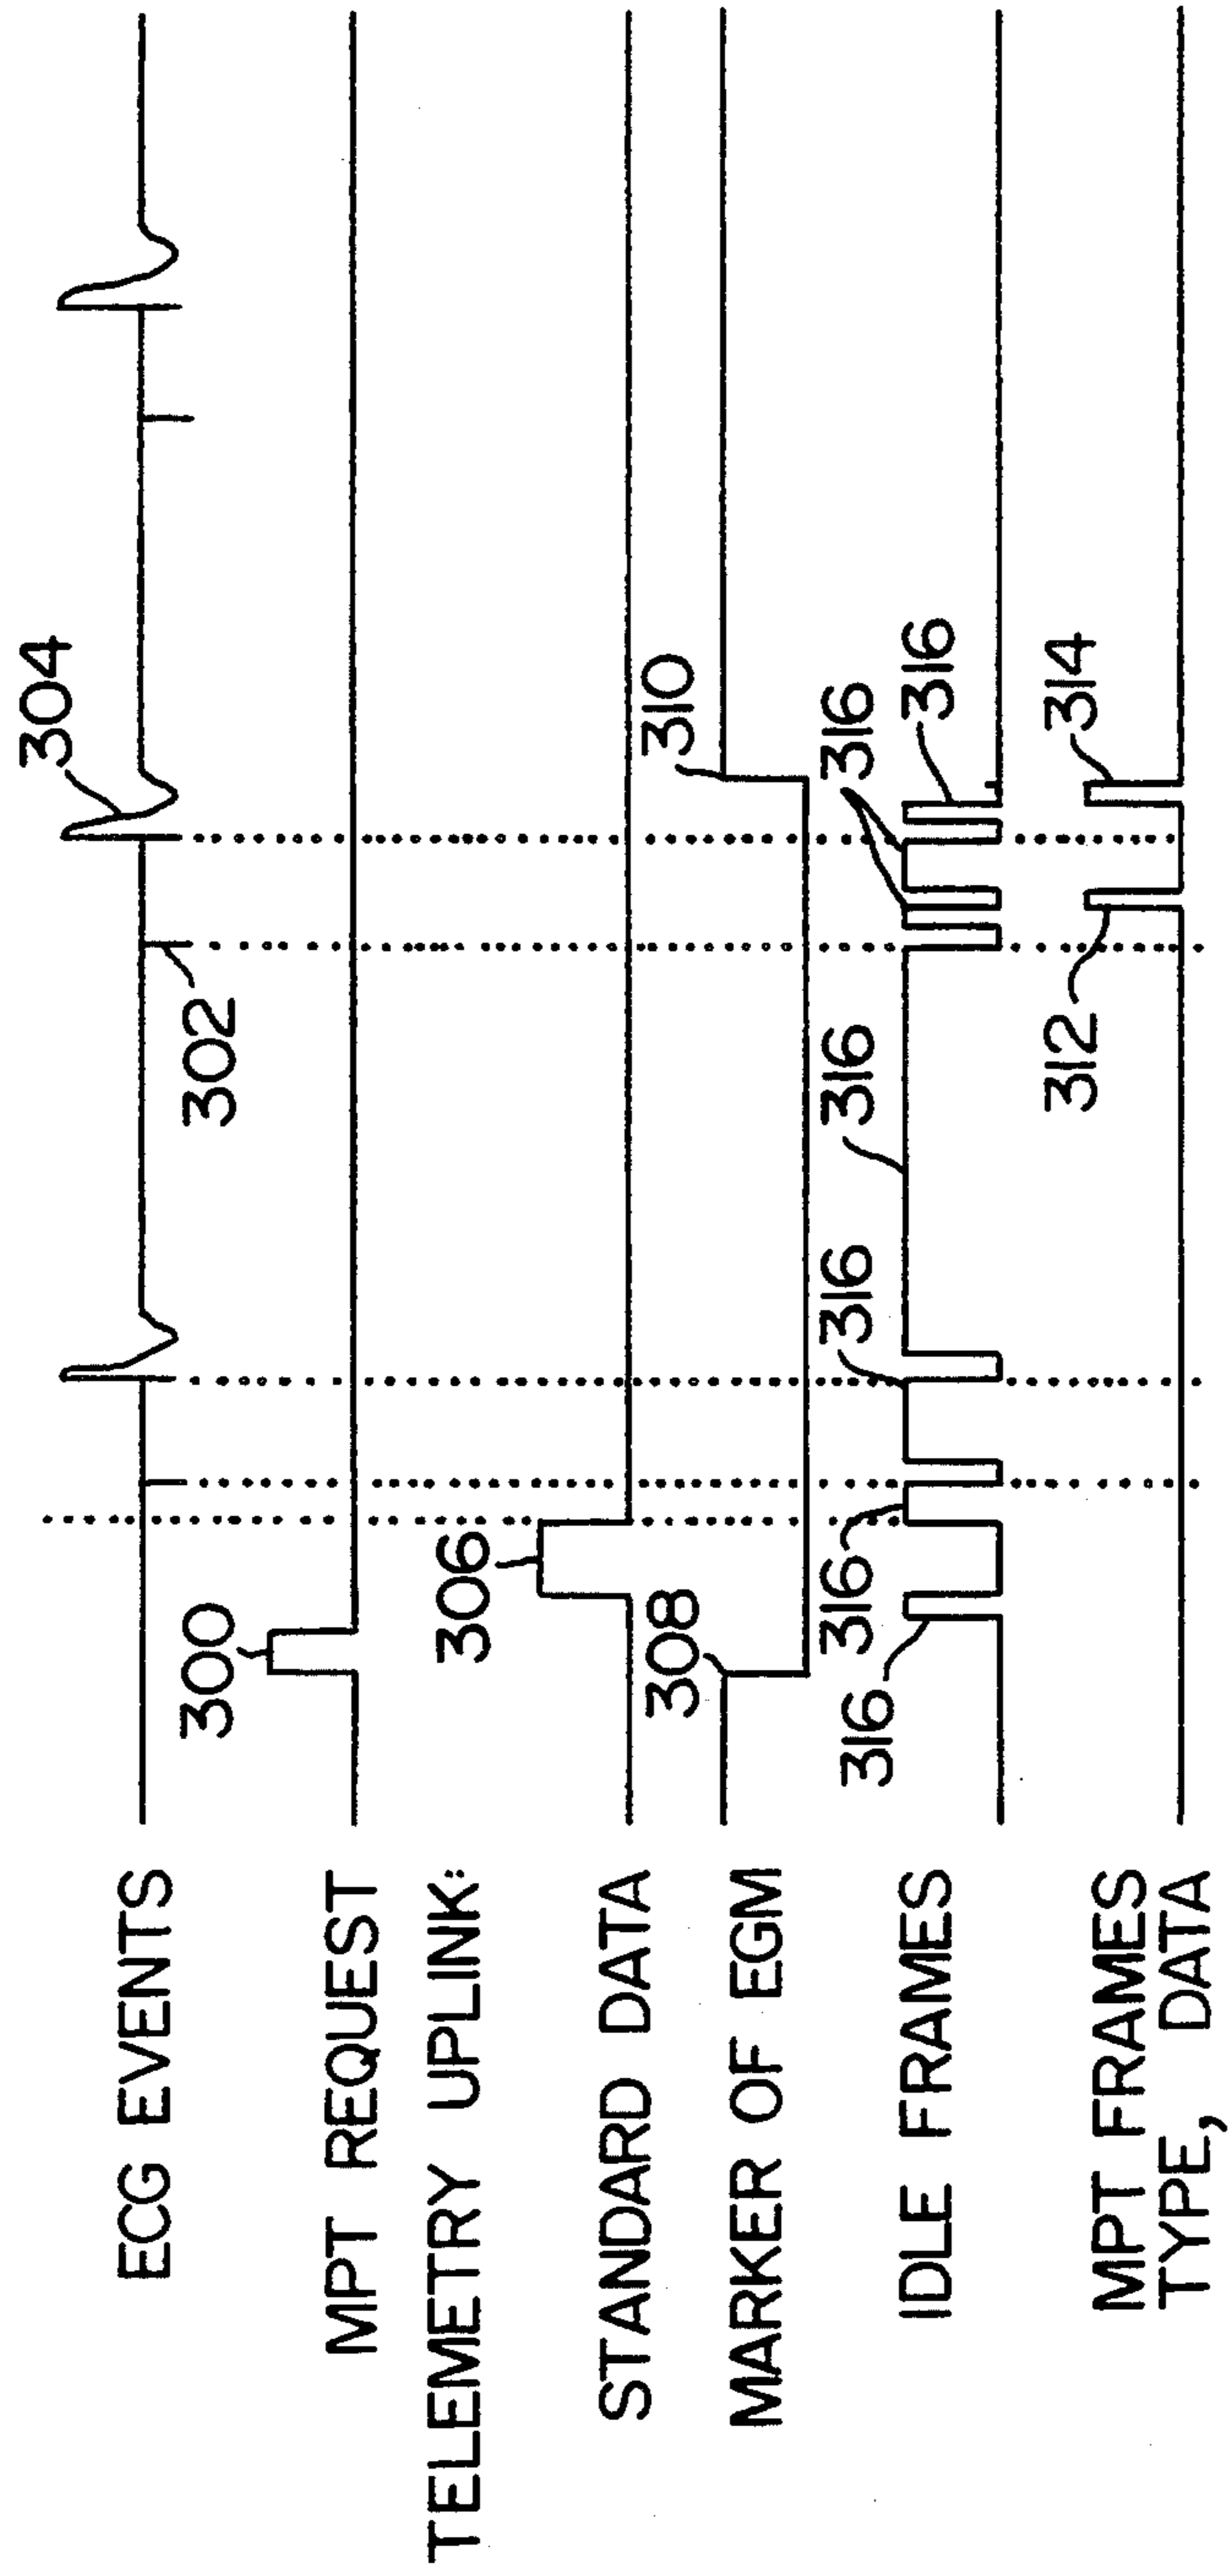 ECG EVENTS
304
302
MPT REQUEST
300
TELEMETRY UPLINK:
306
STANDARD DATA
308
310
MARKER OF EGM
316
316
316
316
316
316
IDLE FRAMES
312
314
MPT FRAMES
TYPE, DATA